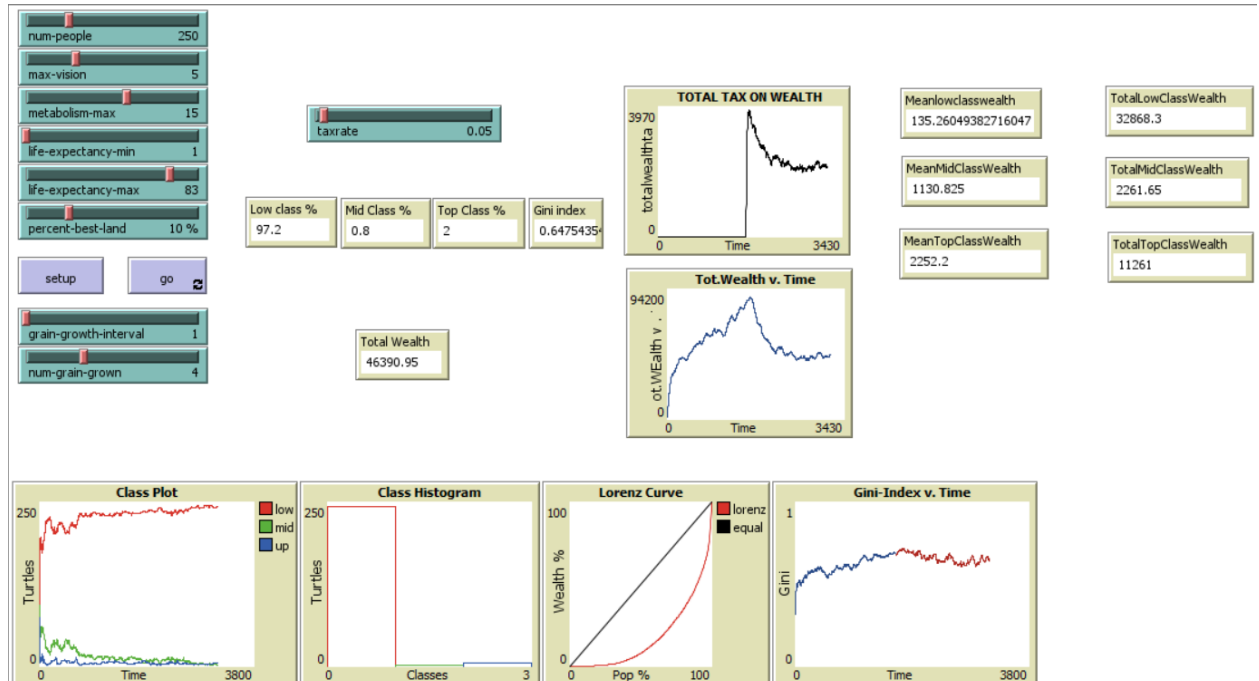 num-people 250
max-vision 5
metabolism-max 15
life-expectancy-min 1
life-expectancy-max 83
percent-best-land 10 %
setup
go
grain-growth-interval 1
num-grain-grown 4
taxrate 0.05
Low class %
97.2
Mid Class %
0.8
Top Class %
2
Gini index
0.6475435
Total Wealth
46390.95
TOTAL TAX ON WEALTH
3970
totalwealthta
0
0 Time 3430
Tot.Wealth v. Time
94200
ot.WEalth v .
0
0 Time 3430
Meanlowclasswealth
135.26049382716047
MeanMidClassWealth
1130.825
MeanTopClassWealth
2252.2
TotalLowClassWealth
32868.3
TotalMidClassWealth
2261.65
TotalTopClassWealth
11261
Class Plot
250
Turtles
0
0 Time 3800
low
mid
up
Class Histogram
250
Turtles
0
0 Classes 3
Lorenz Curve
100
Wealth %
0
0 Pop % 100
lorenz
equal
Gini-Index v. Time
1
Gini
0
0 Time 3800